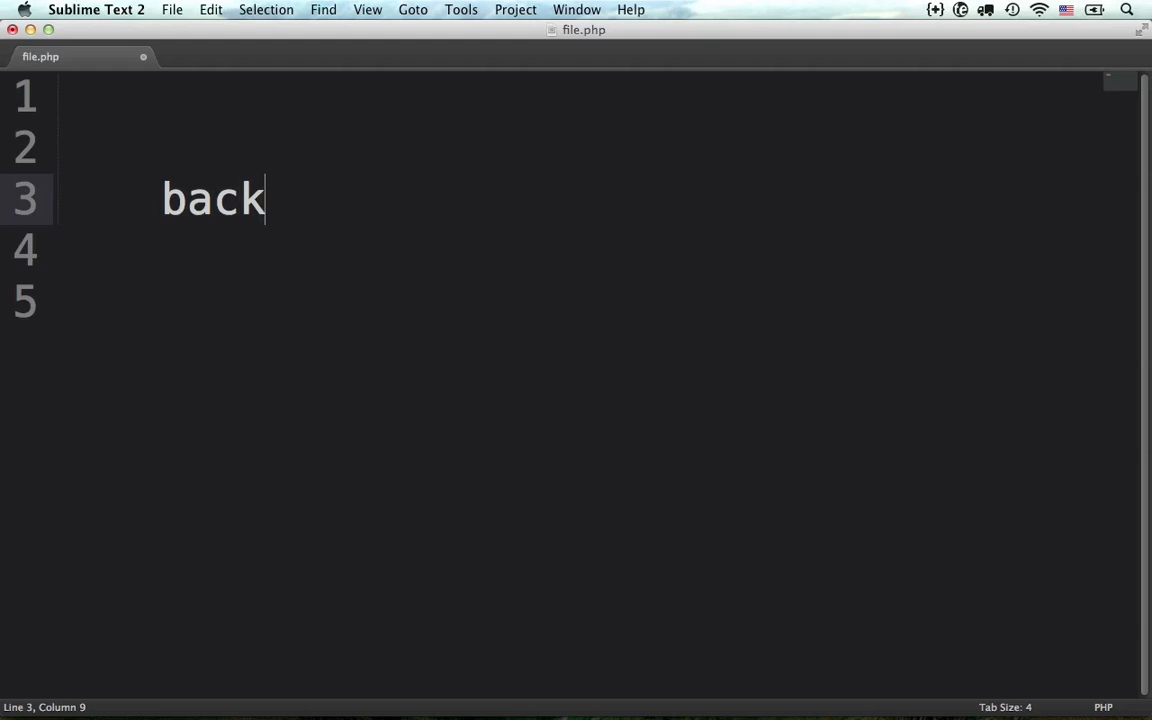 Sublime Text 2 File Edit Selection Find View Goto Tools Project Window Help
file.php
file.php
1
2
3 back
4
5
Line 3, Column 9 Tab Size: 4 PHP